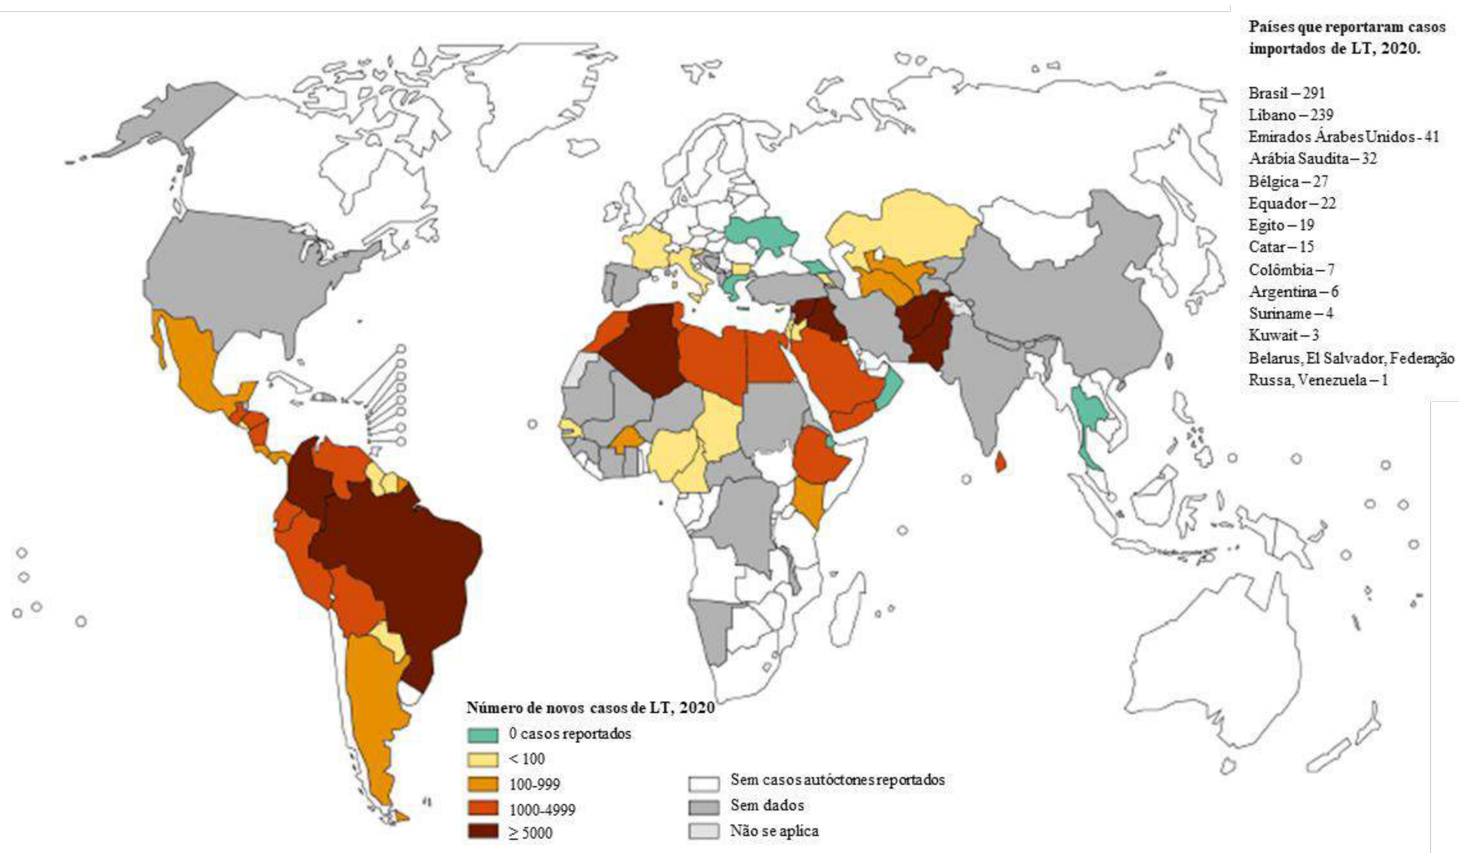 Países que reportaram casos
importados de LT, 2020.
Brasil – 291
Líbano – 239
Emirados Árabes Unidos - 41
Arábia Saudita – 32
Bélgica – 27
Equador – 22
Egito – 19
Catar – 15
Colômbia – 7
Argentina – 6
Suriname – 4
Kuwait – 3
Belarus, El Salvador, Federação
Russa, Venezuela – 1
Número de novos casos de LT, 2020
0 casos reportados
< 100
100-999
1000-4999
≥ 5000
Sem casos autóctones reportados
Sem dados
Não se aplica